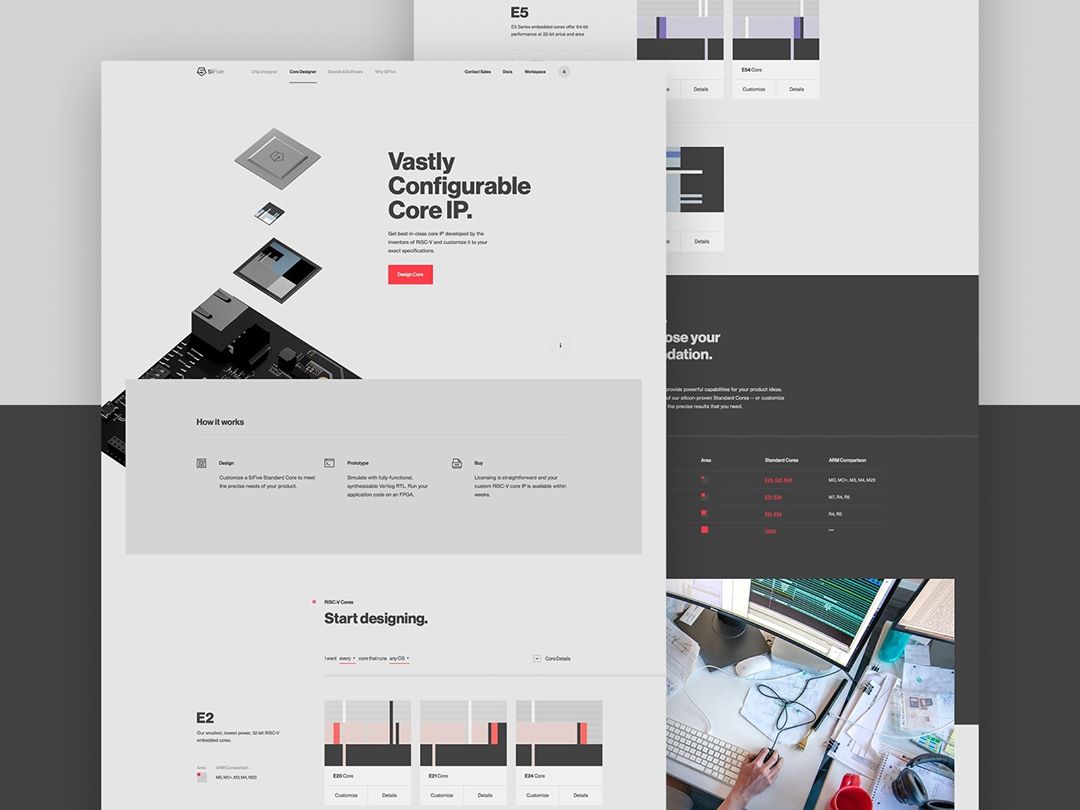 SiFive
Chip Designer
Core Designer
Boards & Software
Why SiFive
Contact Sales
Docs
Workspace
A
Vastly
Configurable
Core IP.
Get best-in-class core IP developed by the
inventors of RISC-V and customize it to your
exact specifications.
Design Core
How it works
Design
Customize a SiFive Standard Core to meet
the precise needs of your product.
Prototype
Simulate with fully-functional,
synthesizable Verilog RTL. Run your
application code on an FPGA.
Buy
Licensing is straightforward and your
custom RISC-V core IP is available within
weeks.
RISC-V Cores
Start designing.
I want every core that runs any OS
Core Details
E2
Our smallest, lowest power, 32-bit RISC-V
embedded cores.
Area
ARM Comparison
M0, M0+, M3, M4, M23
E20 Core
Customize
Details
E21 Core
Customize
Details
E24 Core
Customize
Details
E5
E5 Series embedded cores offer 64-bit
performance at 32-bit price and area
Details
E54 Core
Customize
Details
Details
ose your
dation.
provide powerful capabilities for your product ideas.
of our silicon-proven Standard Cores — or customize
the precise results that you need.
Area
Standard Cores
ARM Comparison
M0, M0+, M3, M4, M23
M7, R4, R5
R4, R5
—